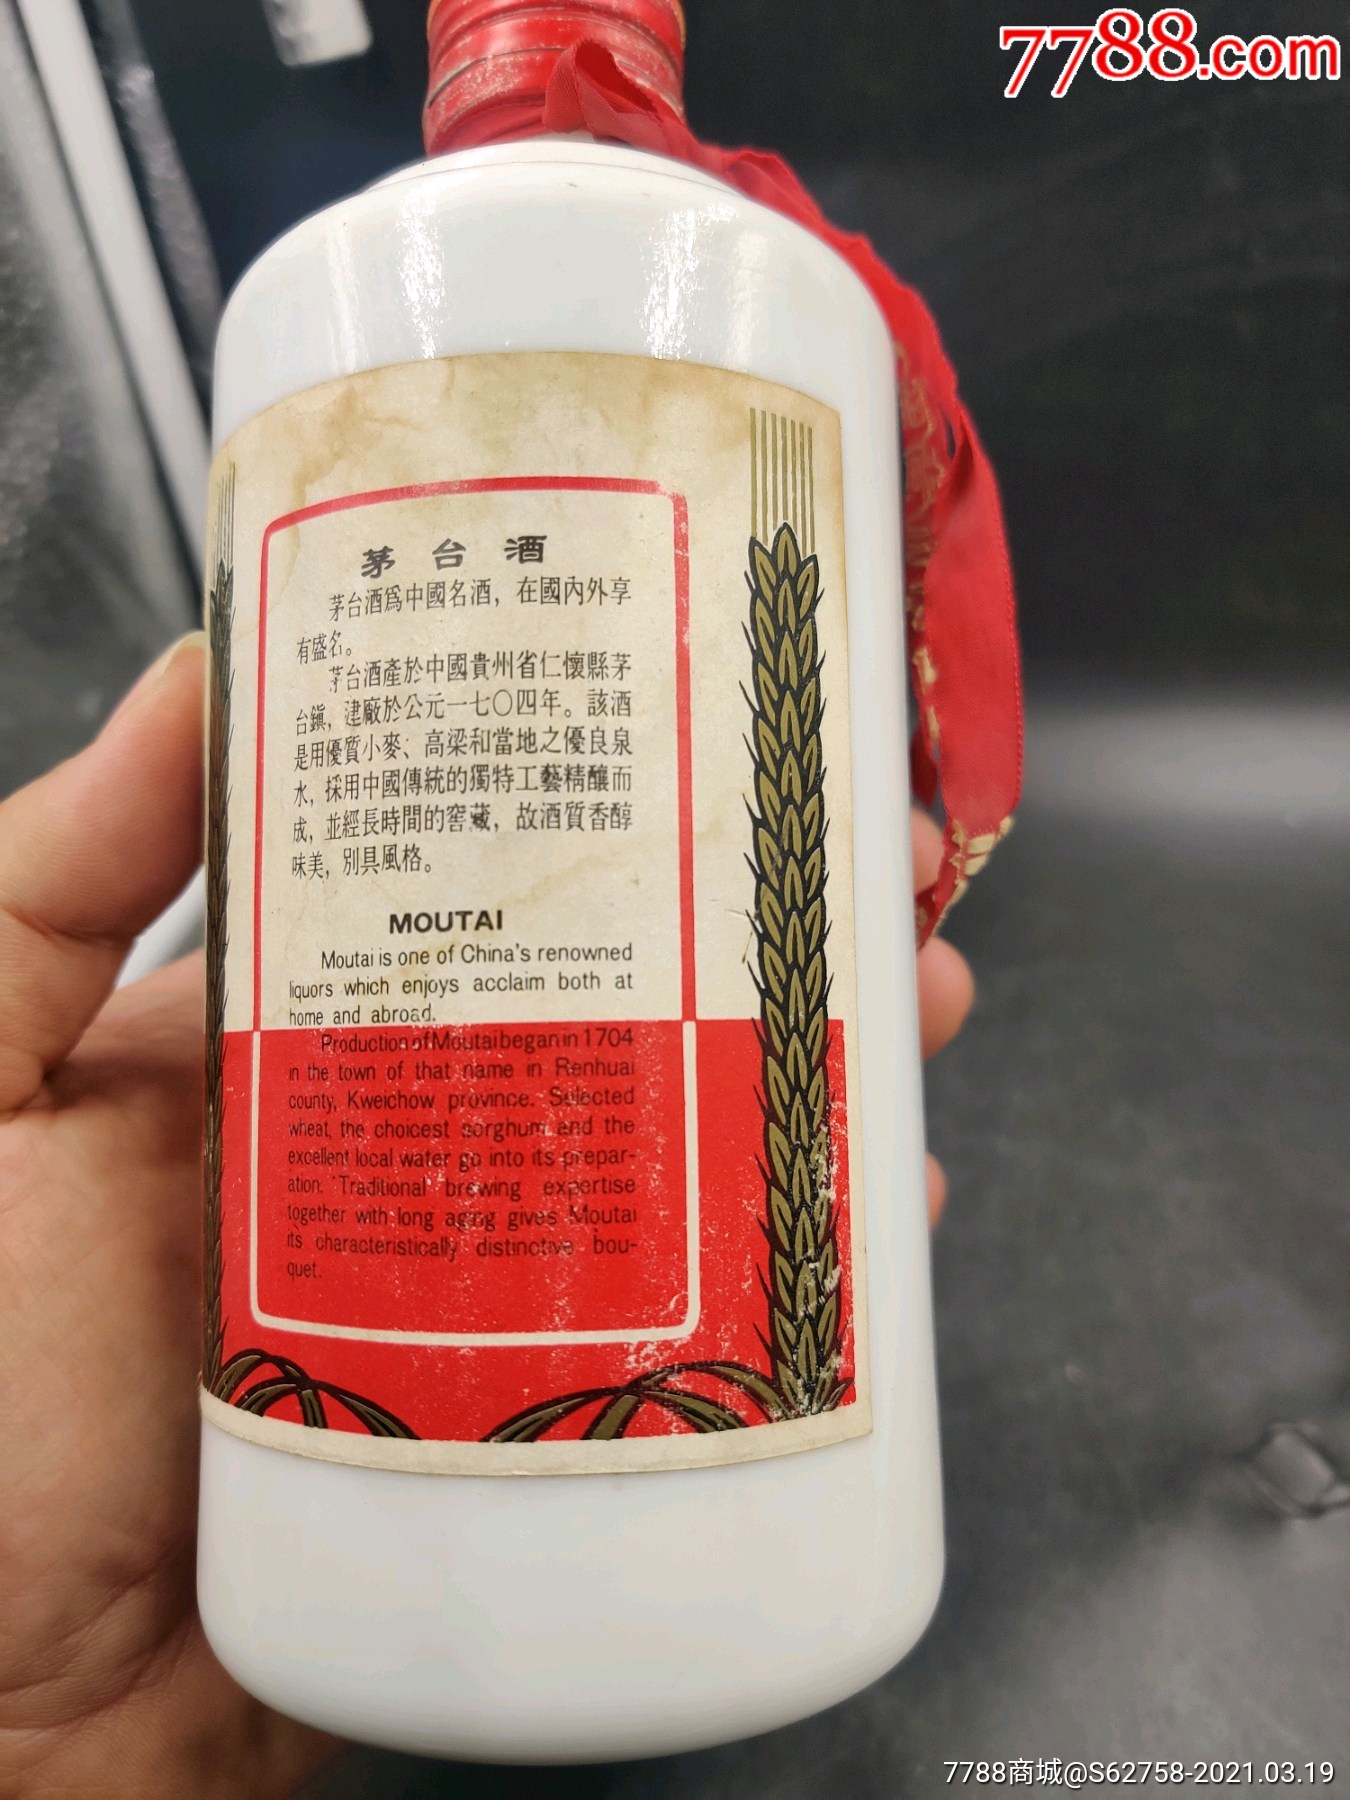 7788.com
茅台酒
茅台酒爲中國名酒，在國內外享
有盛名。
茅台酒產於中國貴州省仁懷縣茅
台鎭，建廠於公元一七〇四年。該酒
是用優質小麥、高梁和當地之優良泉
水，採用中國傳統的獨特工藝精釀而
成，並經長時間的窖藏，故酒質香醇
味美，別具風格。
MOUTAI
Moutai is one of China's renowned
liquors which enjoys acclaim both at
home and abroad.
Production of Moutai began in 1704
in the town of that name in Renhuai
county, Kweichow province. Selected
wheat, the choicest sorghum and the
excellent local water go into its prepar-
ation. Traditional brewing expertise
together with long aging gives Moutai
its characteristically distinctive bou-
quet.
7788商城@S62758-2021.03.19